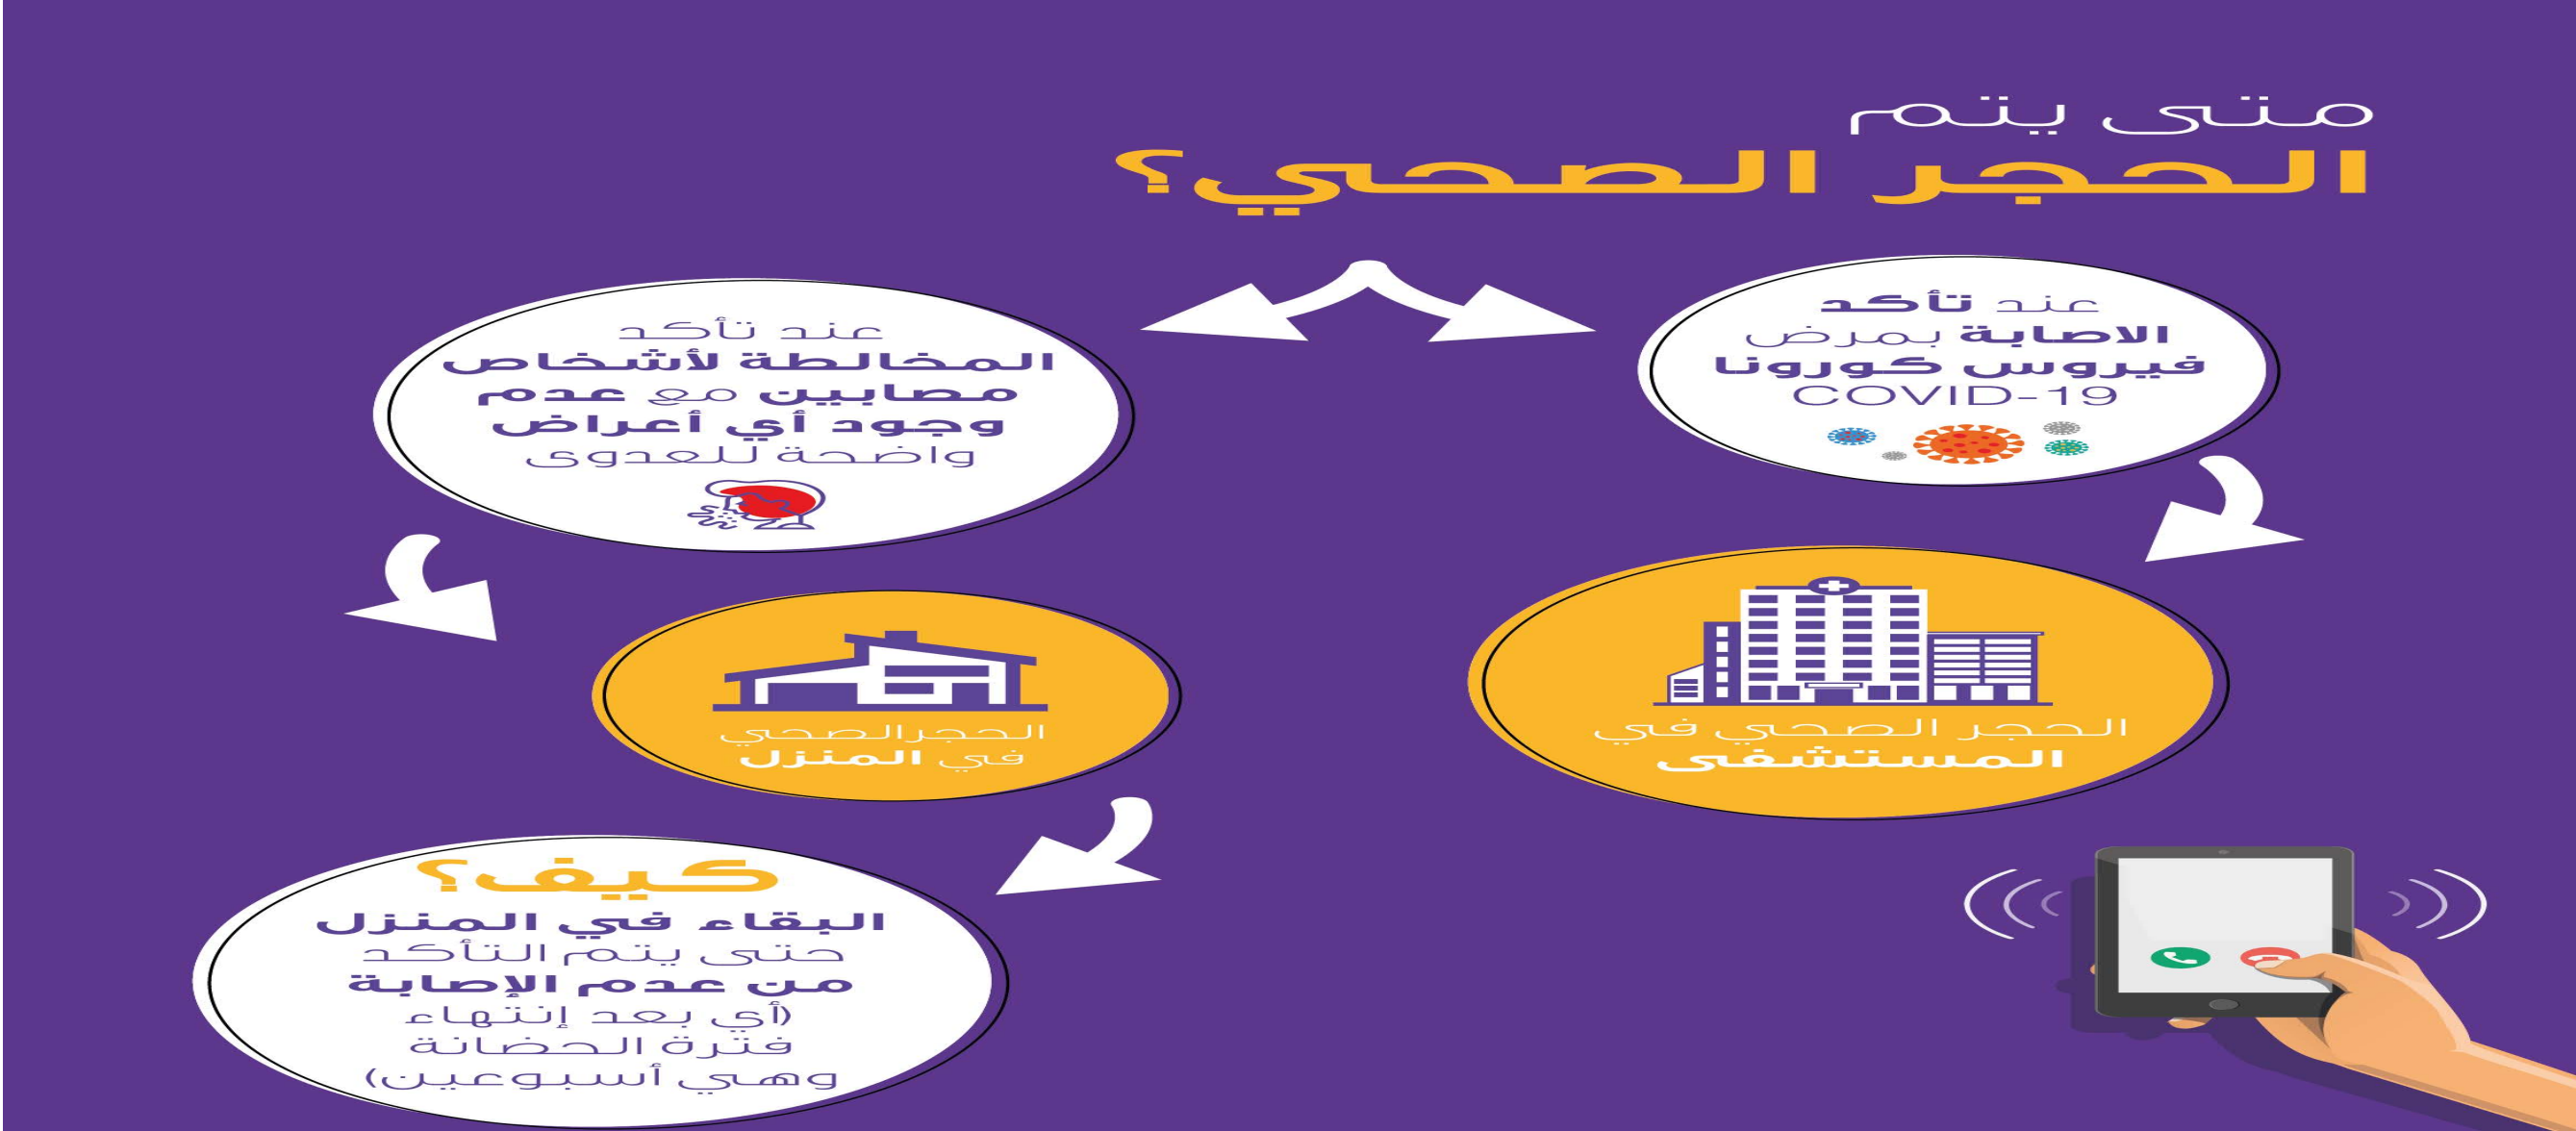 متى يتم
الحجر الصحي؟
عند تأكد
الاصابة بمرض
فيروس كورونا
COVID-19
الحجر الصحي في
المستشفى
عند تأكد
المخالطة لأشخاص
مصابين مع عدم
وجود أي أعراض
واضحة للعدوى
الحجرالصحي
في المنزل
كيف؟
البقاء في المنزل
حتى يتم التأكد
من عدم الإصابة
(أي بعد إنتهاء
فترة الحضانة
وهي أسبوعين)